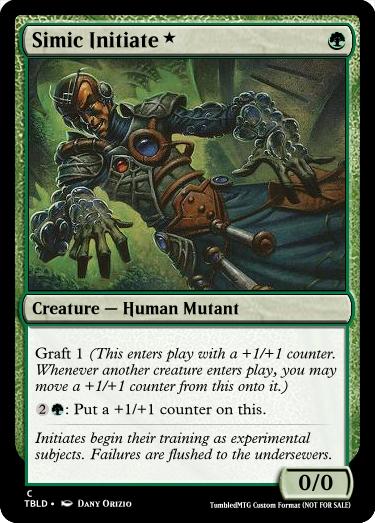 Simic Initiate ★
Creature — Human Mutant
Graft 1 (This enters play with a +1/+1 counter.
Whenever another creature enters play, you may
move a +1/+1 counter from this onto it.)
2: Put a +1/+1 counter on this.
Initiates begin their training as experimental
subjects. Failures are flushed to the undersewers.
0/0
C
TBLD • Dany Orizio
TumbledMTG Custom Format (NOT FOR SALE)